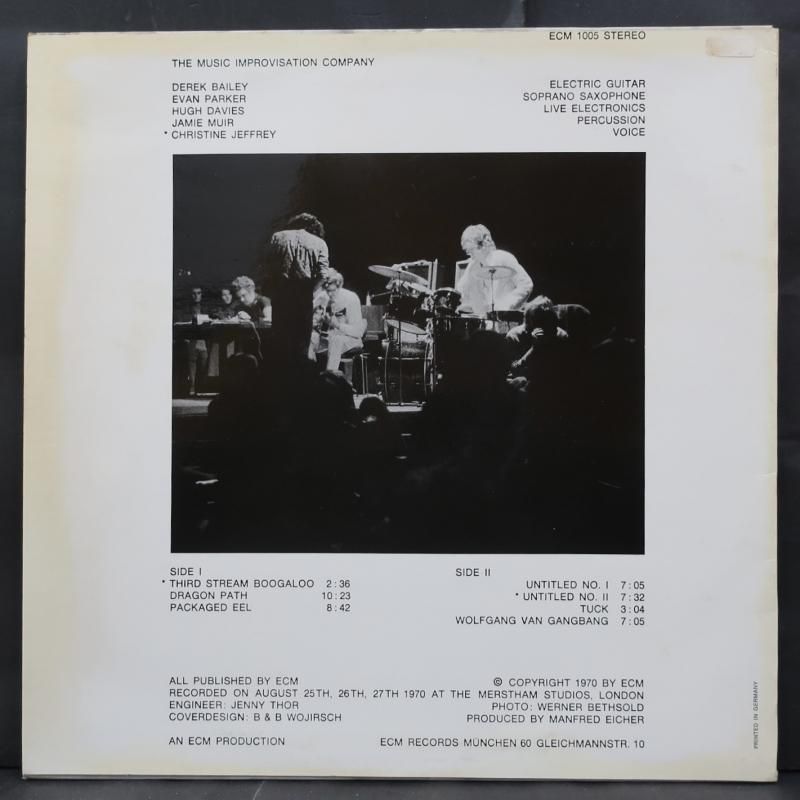 ECM 1005 STEREO
THE MUSIC IMPROVISATION COMPANY
DEREK BAILEY ELECTRIC GUITAR
EVAN PARKER SOPRANO SAXOPHONE
HUGH DAVIES LIVE ELECTRONICS
JAMIE MUIR PERCUSSION
* CHRISTINE JEFFREY VOICE
SIDE I
* THIRD STREAM BOOGALOO 2:36
DRAGON PATH 10:23
PACKAGED EEL 8:42
SIDE II
UNTITLED NO. I 7:05
* UNTITLED NO. II 7:32
TUCK 3:04
WOLFGANG VAN GANGBANG 7:05
ALL PUBLISHED BY ECM © COPYRIGHT 1970 BY ECM
RECORDED ON AUGUST 25TH, 26TH, 27TH 1970 AT THE MERSTHAM STUDIOS, LONDON
ENGINEER: JENNY THOR PHOTO: WERNER BETHSOLD
COVERDESIGN: B & B WOJIRSCH PRODUCED BY MANFRED EICHER
AN ECM PRODUCTION ECM RECORDS MÜNCHEN 60 GLEICHMANNSTR. 10
PRINTED IN GERMANY